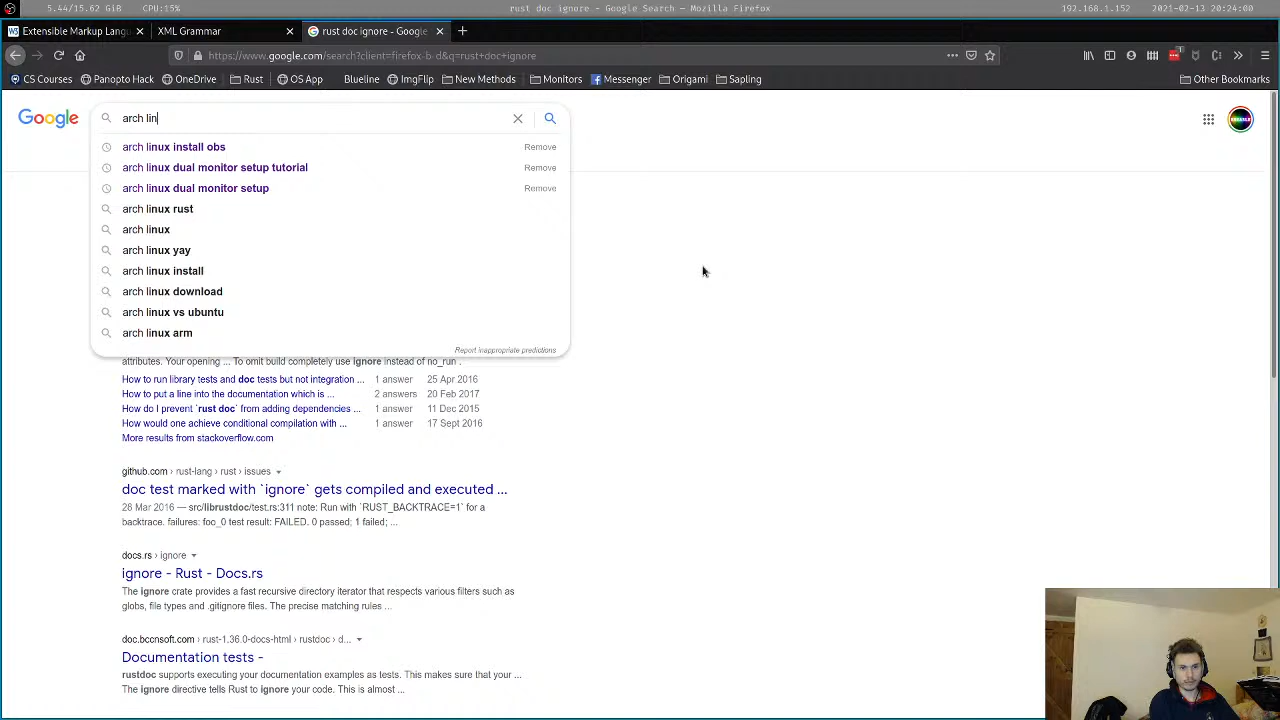 5.44/15.62 GiB
CPU: 15%
rust doc ignore - Google Search — Mozilla Firefox
192.168.1.152
2021-02-13 20:24:00
Extensible Markup Langu
XML Grammar
rust doc ignore - Google
https://www.google.com/search?client=firefox-b-d&q=rust+doc+ignore
CS Courses
Panopto Hack
OneDrive
Rust
OS App
Blueline
ImgFlip
New Methods
Monitors
Messenger
Origami
Sapling
Other Bookmarks
Google
arch lin
arch linux install obs
Remove
arch linux dual monitor setup tutorial
Remove
arch linux dual monitor setup
Remove
arch linux rust
arch linux
arch linux yay
arch linux install
arch linux download
arch linux vs ubuntu
arch linux arm
Report inappropriate predictions
attributes. Your opening ... To omit build completely use ignore instead of no_run .
How to run library tests and doc tests but not integration ... 1 answer 25 Apr 2016
How to put a line into the documentation which is ... 2 answers 20 Feb 2017
How do I prevent `rust doc` from adding dependencies ... 1 answer 11 Dec 2015
How would one achieve conditional compilation with ... 1 answer 17 Sept 2016
More results from stackoverflow.com
github.com › rust-lang › rust › issues
doc test marked with `ignore` gets compiled and executed ...
28 Mar 2016 — src/librustdoc/test.rs:311 note: Run with `RUST_BACKTRACE=1` for a
backtrace. failures: foo_0 test result: FAILED. 0 passed; 1 failed; ...
docs.rs › ignore
ignore - Rust - Docs.rs
The ignore crate provides a fast recursive directory iterator that respects various filters such as
globs, file types and .gitignore files. The precise matching rules ...
doc.bccnsoft.com › rust-1.36.0-docs-html › rustdoc › d...
Documentation tests -
rustdoc supports executing your documentation examples as tests. This makes sure that your ...
The ignore directive tells Rust to ignore your code. This is almost ...